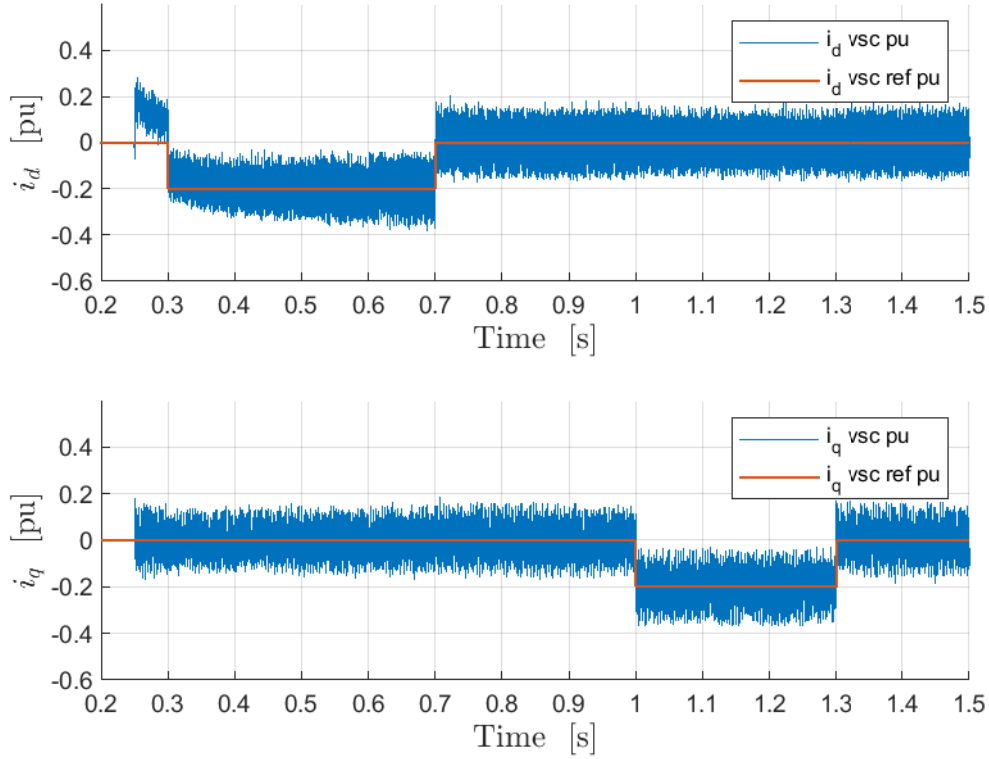 i_d vsc pu
i_d vsc ref pu
0.4
0.2
0
-0.2
-0.4
-0.6
i_d [pu]
0.2 0.3 0.4 0.5 0.6 0.7 0.8 0.9 1 1.1 1.2 1.3 1.4 1.5
Time [s]
i_q vsc pu
i_q vsc ref pu
0.4
0.2
0
-0.2
-0.4
-0.6
i_q [pu]
0.2 0.3 0.4 0.5 0.6 0.7 0.8 0.9 1 1.1 1.2 1.3 1.4 1.5
Time [s]